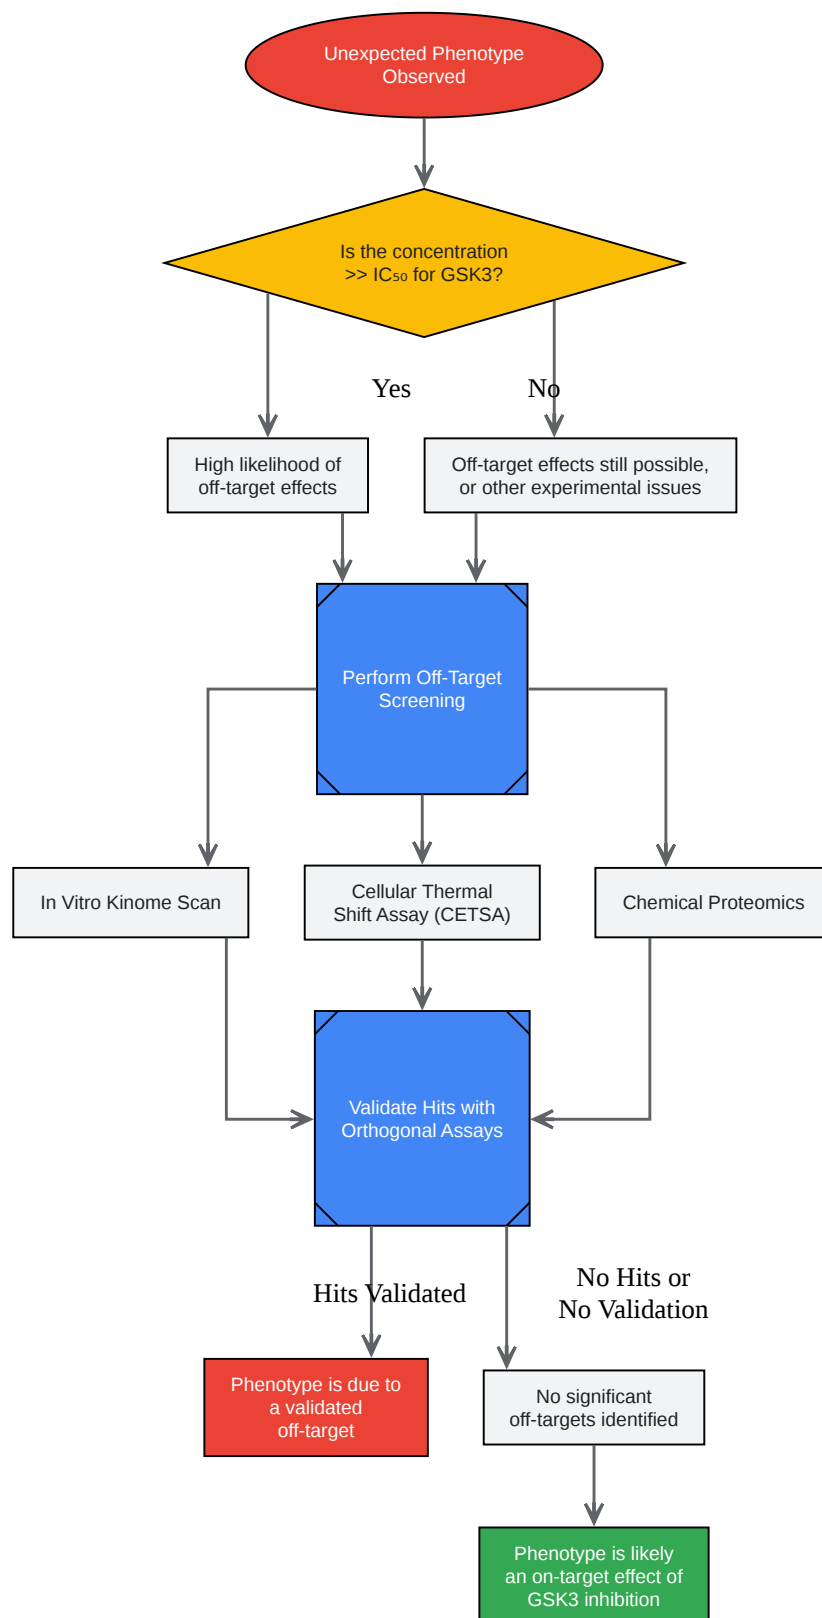 Unexpected Phenotype
Observed
Is the concentration
>> IC₅₀ for GSK3?
Yes
No
High likelihood of
off-target effects
Off-target effects still possible,
or other experimental issues
Perform Off-Target
Screening
In Vitro Kinome Scan
Cellular Thermal
Shift Assay (CETSA)
Chemical Proteomics
Validate Hits with
Orthogonal Assays
Hits Validated
No Hits or
No Validation
Phenotype is due to
a validated
off-target
No significant
off-targets identified
Phenotype is likely
an on-target effect of
GSK3 inhibition